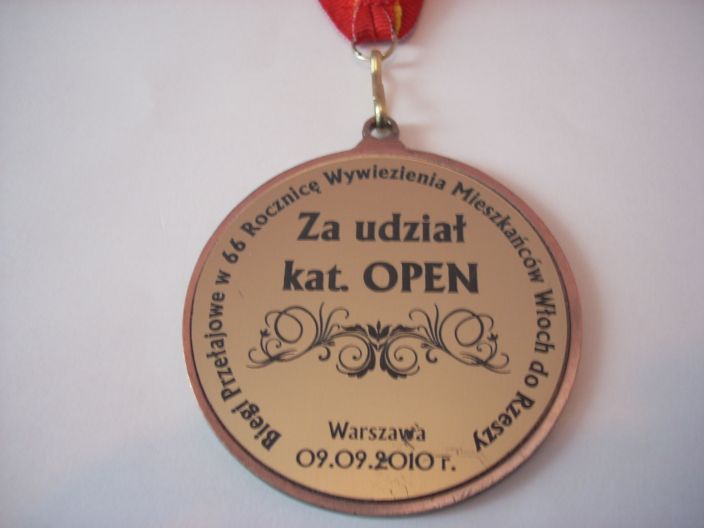 Biegi Przełajowe w 66 Rocznicę Wywiezienia Mieszkańców Włoch do Rzeszy
Za udział
kat. OPEN
Warszawa
09.09.2010 r.